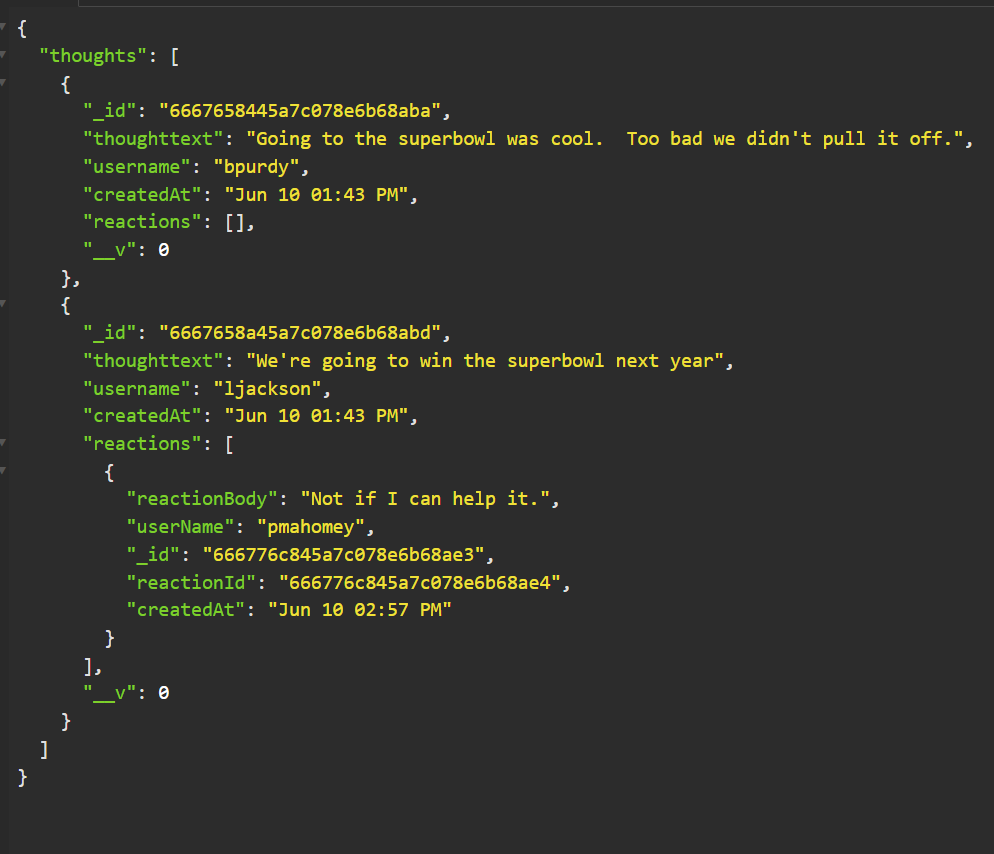 {
  "thoughts": [
    {
      "_id": "6667658445a7c078e6b68aba",
      "thoughttext": "Going to the superbowl was cool.  Too bad we didn't pull it off.",
      "username": "bpurdy",
      "createdAt": "Jun 10 01:43 PM",
      "reactions": [],
      "__v": 0
    },
    {
      "_id": "6667658a45a7c078e6b68abd",
      "thoughttext": "We're going to win the superbowl next year",
      "username": "ljackson",
      "createdAt": "Jun 10 01:43 PM",
      "reactions": [
        {
          "reactionBody": "Not if I can help it.",
          "userName": "pmahomey",
          "_id": "666776c845a7c078e6b68ae3",
          "reactionId": "666776c845a7c078e6b68ae4",
          "createdAt": "Jun 10 02:57 PM"
        }
      ],
      "__v": 0
    }
  ]
}